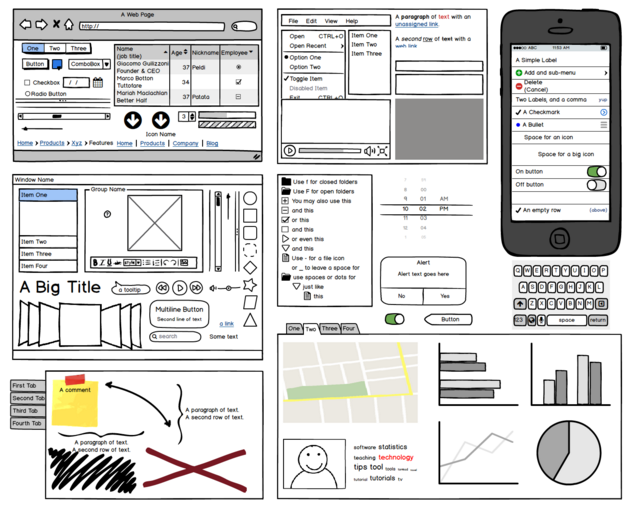 A Web Page
http://
One Two Three
Button ComboBox
Checkbox / /
Radio Button
Name
(job title) Age Nickname Employee
Giacomo Guilizzoni
Founder & CEO 37 Peldi
Marco Botton
Tuttofare 34
Mariah Maclachlan
Better Half 37 Patata
3
Icon Name
Home > Products > Xyz > Features Home | Products | Company | Blog
File Edit View Help
Open CTRL+O
Open Recent
Option One
Option Two
Toggle Item
Disabled Item
Exit CTRL+Q
Item One
Item Two
Item Three
A paragraph of text with an
unassigned link.
A second row of text with a
web link
ABC 11:53 AM
A Simple Label
Add and sub-menu
Delete
(Cancel)
Two Labels, and a comma yup
A Checkmark
A Bullet
Space for an icon
Space for a big icon
On button
Off button
An empty row (above)
Window Name
Item One
Item Two
Item Three
Item Four
Group Name
?
B I U
A Big Title
a tooltip
Multiline Button
Second line of text
a link
search
Some text
Use f for closed folders
Use F for open folders
You may also use this
and this
or this
and this
or even this
and this
Use - for a file icon
or _ to leave a space for
use spaces or dots for
just like
this
9 01 AM
10 02 PM
11 03
Alert
Alert text goes here
No Yes
Button
Q W E R T Y U I O P
A S D F G H J K L
Z X C V B N M
123 space return
First Tab
Second Tab
Third Tab
Fourth Tab
A comment
A paragraph of text.
A second row of text.
A paragraph of text.
A second row of text.
One Two Three Four
software statistics
teaching technology
tips tool tools
tutorial tutorials tv